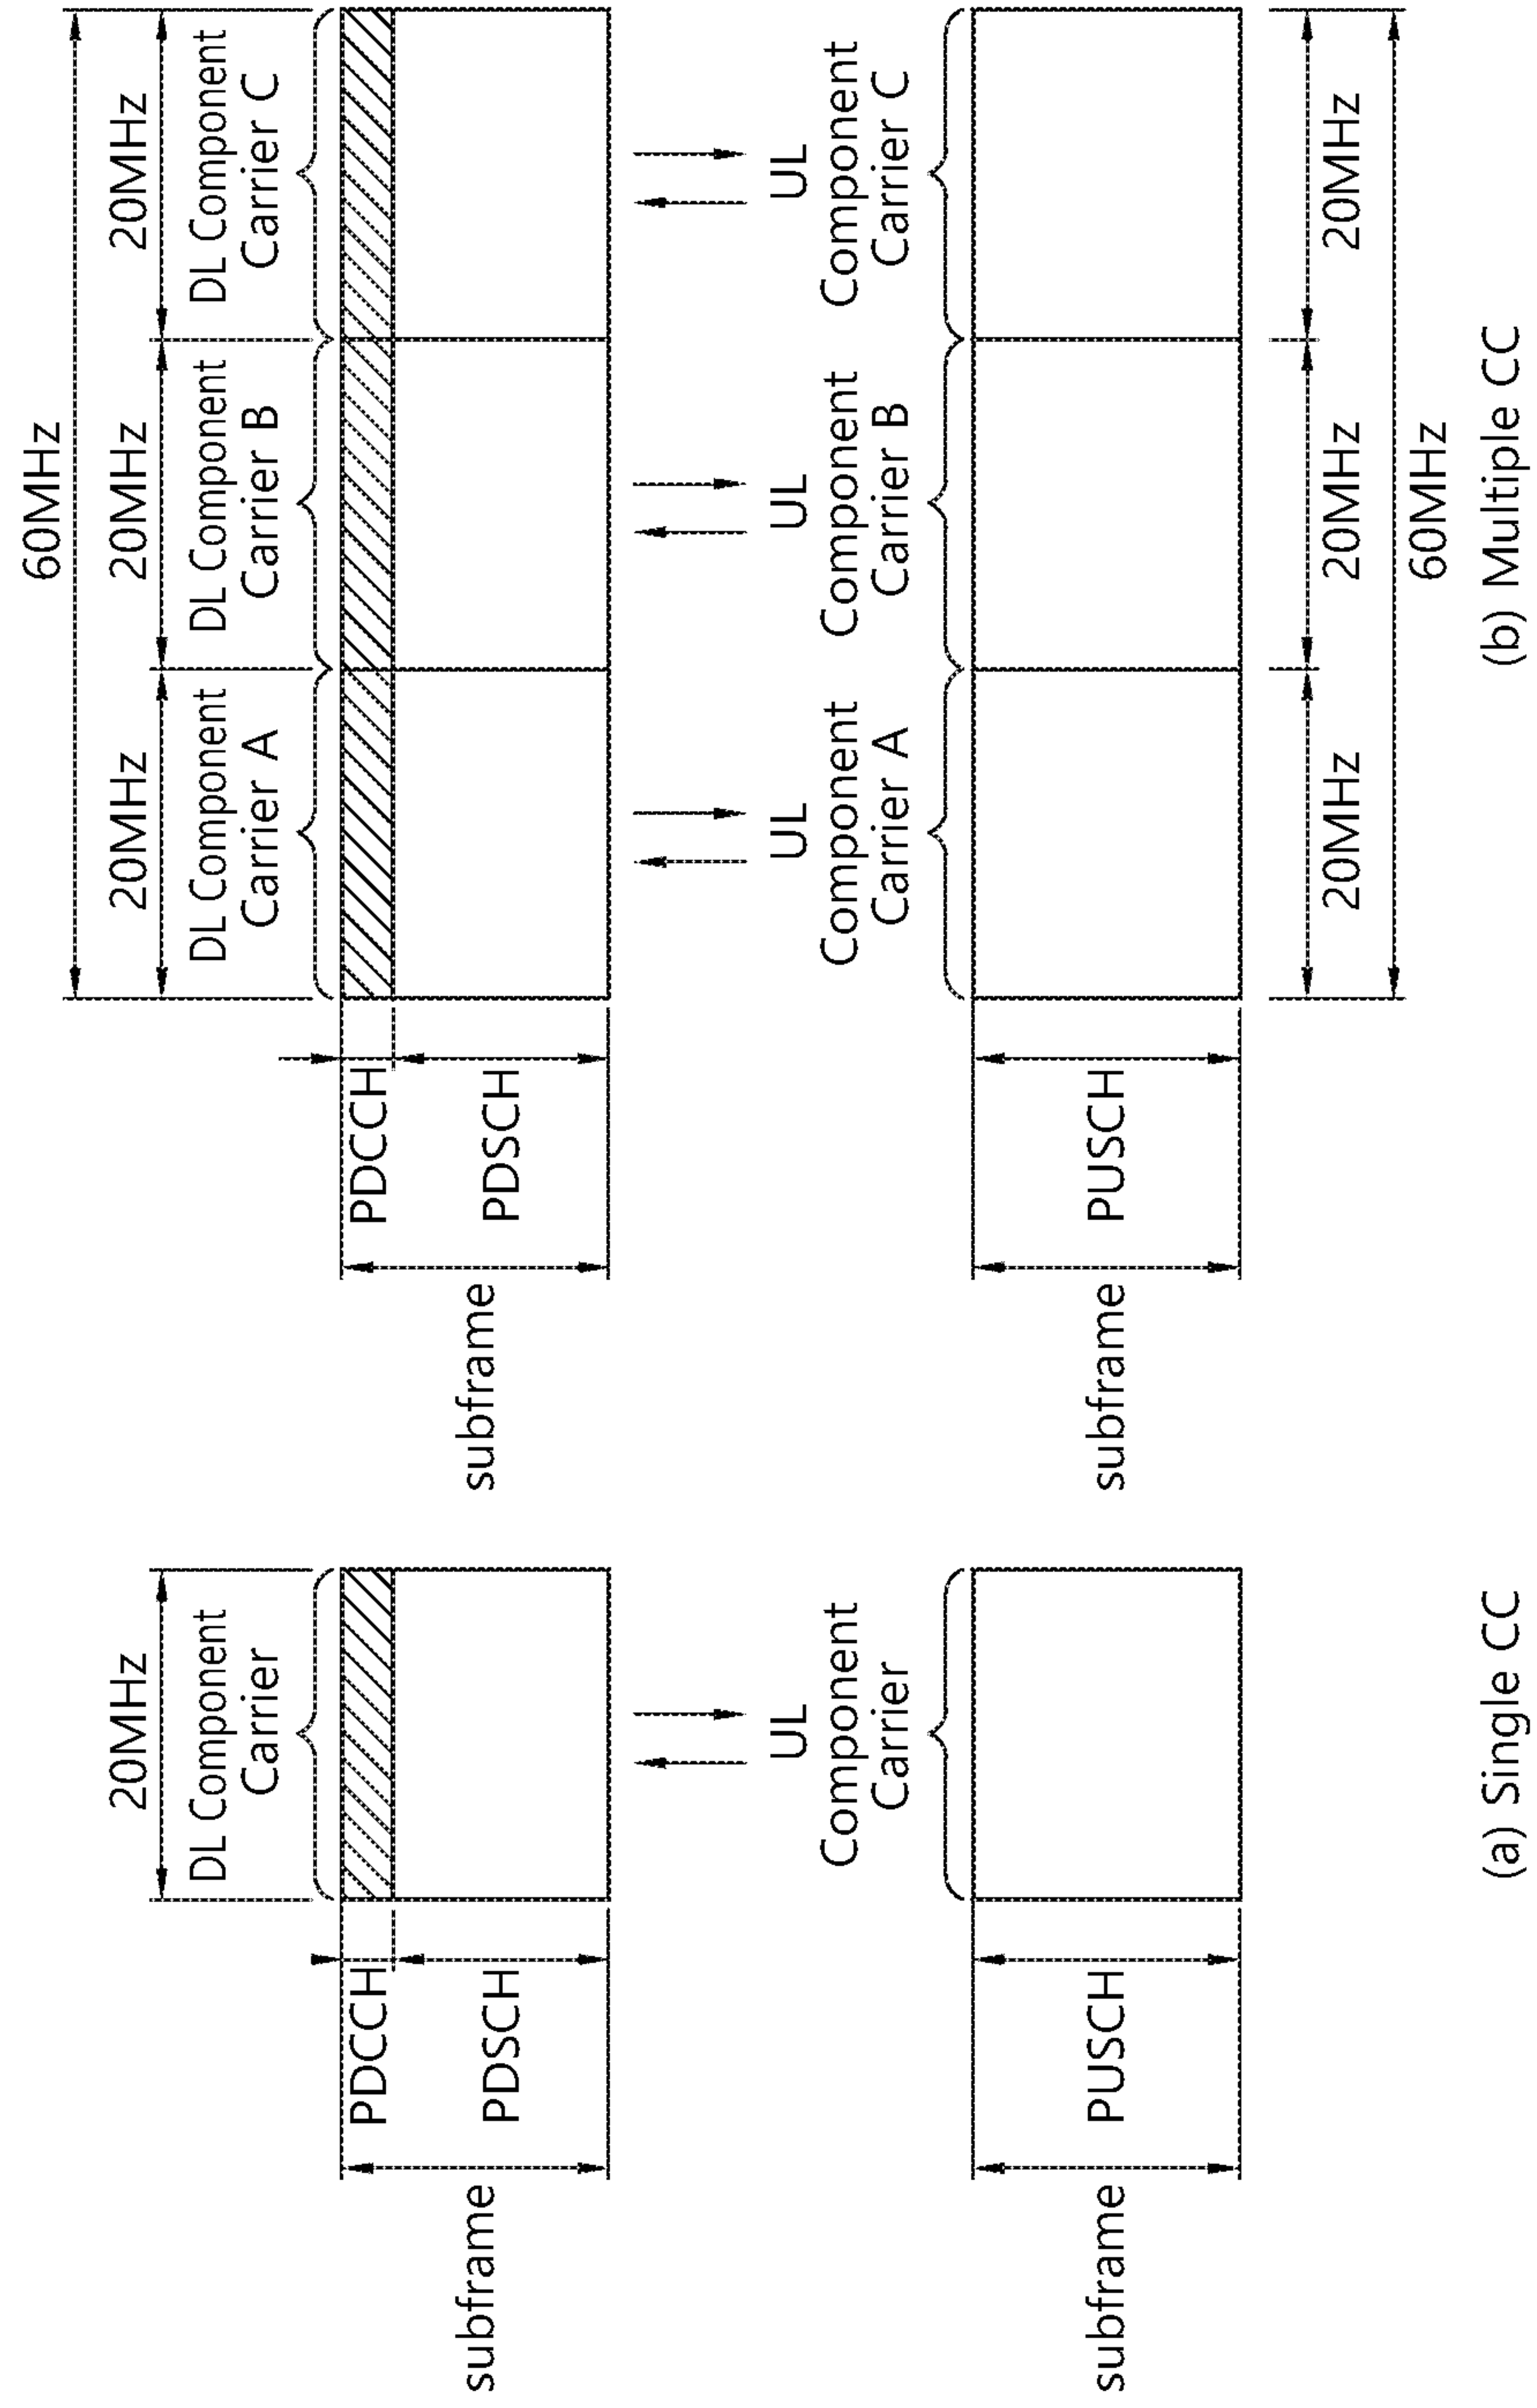 20MHz
DL Component
Carrier
PDCCH
PDSCH
subframe
UL
Component
Carrier
PUSCH
subframe
(a) Single CC
60MHz
20MHz
20MHz
20MHz
DL Component
Carrier A
DL Component
Carrier B
DL Component
Carrier C
PDCCH
PDSCH
subframe
UL
Component
Carrier A
UL
Component
Carrier B
UL
Component
Carrier C
PUSCH
subframe
20MHz
20MHz
20MHz
60MHz
(b) Multiple CC